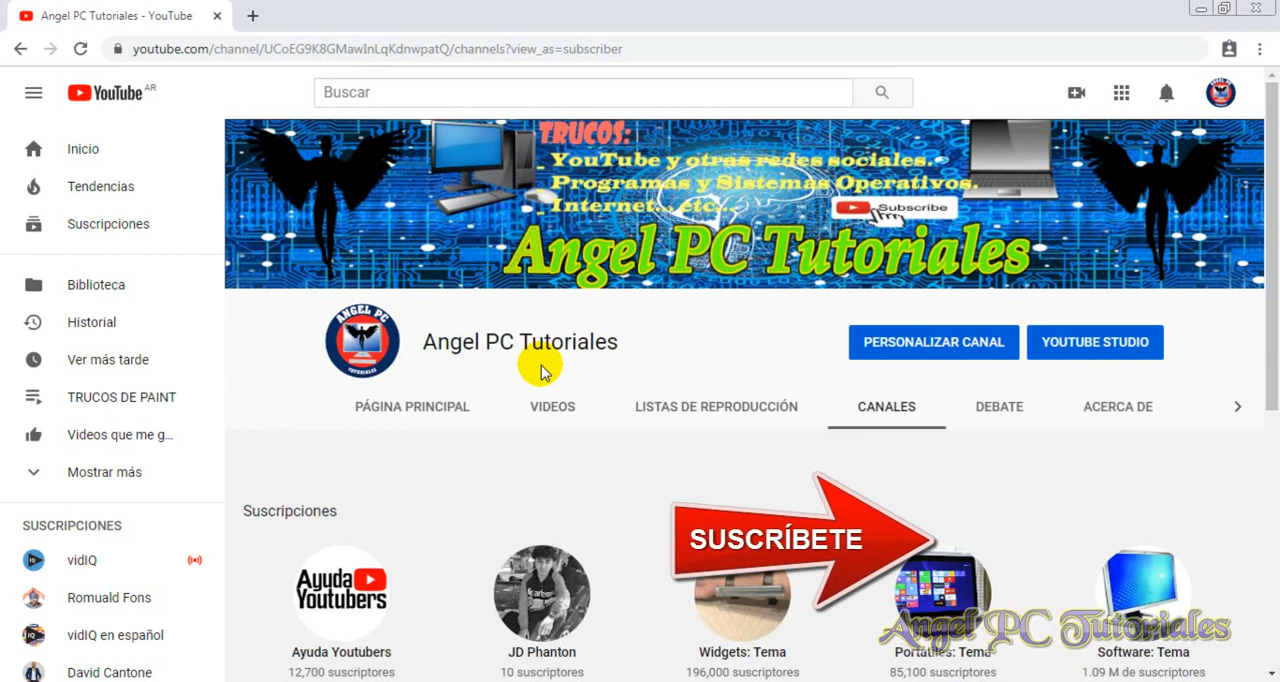 Angel PC Tutoriales - YouTube
youtube.com/channel/UCoEG9K8GMawInLqKdnwpatQ/channels?view_as=subscriber
YouTube AR
Buscar
Inicio
Tendencias
Suscripciones
Biblioteca
Historial
Ver más tarde
TRUCOS DE PAINT
Videos que me g...
Mostrar más
SUSCRIPCIONES
vidIQ
Romuald Fons
vidIQ en español
David Cantone
TRUCOS:
- YouTube y otras redes sociales.
- Programas y Sistemas Operativos.
- Internet... etc...
Subscribe
Angel PC Tutoriales
ANGEL PC
TUTORIALES
Angel PC Tutoriales
PERSONALIZAR CANAL
YOUTUBE STUDIO
PÁGINA PRINCIPAL
VIDEOS
LISTAS DE REPRODUCCIÓN
CANALES
DEBATE
ACERCA DE
Suscripciones
SUSCRÍBETE
Ayuda
Youtubers
Angel PC Tutoriales
Ayuda Youtubers
JD Phanton
Widgets: Tema
Portátiles: Tema
Software: Tema
12,700 suscriptores
10 suscriptores
196,000 suscriptores
85,100 suscriptores
1.09 M de suscriptores